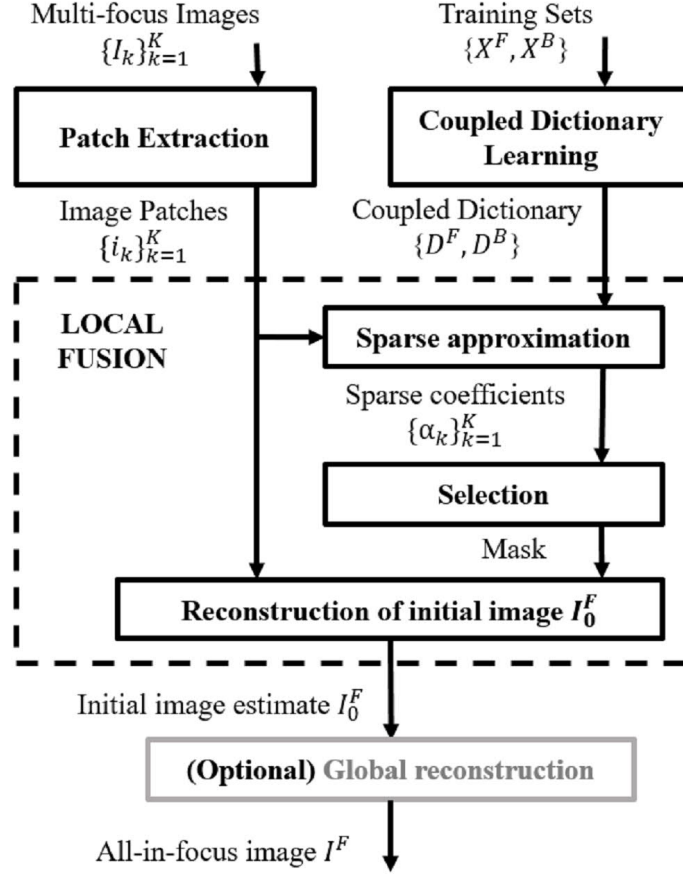 Multi-focus Images
{I_k}_{k=1}^K
Training Sets
{X^F, X^B}
Patch Extraction
Coupled Dictionary
Learning
Image Patches
{i_k}_{k=1}^K
Coupled Dictionary
{D^F, D^B}
LOCAL
FUSION
Sparse approximation
Sparse coefficients
{α_k}_{k=1}^K
Selection
Mask
Reconstruction of initial image I_0^F
Initial image estimate I_0^F
(Optional) Global reconstruction
All-in-focus image I^F